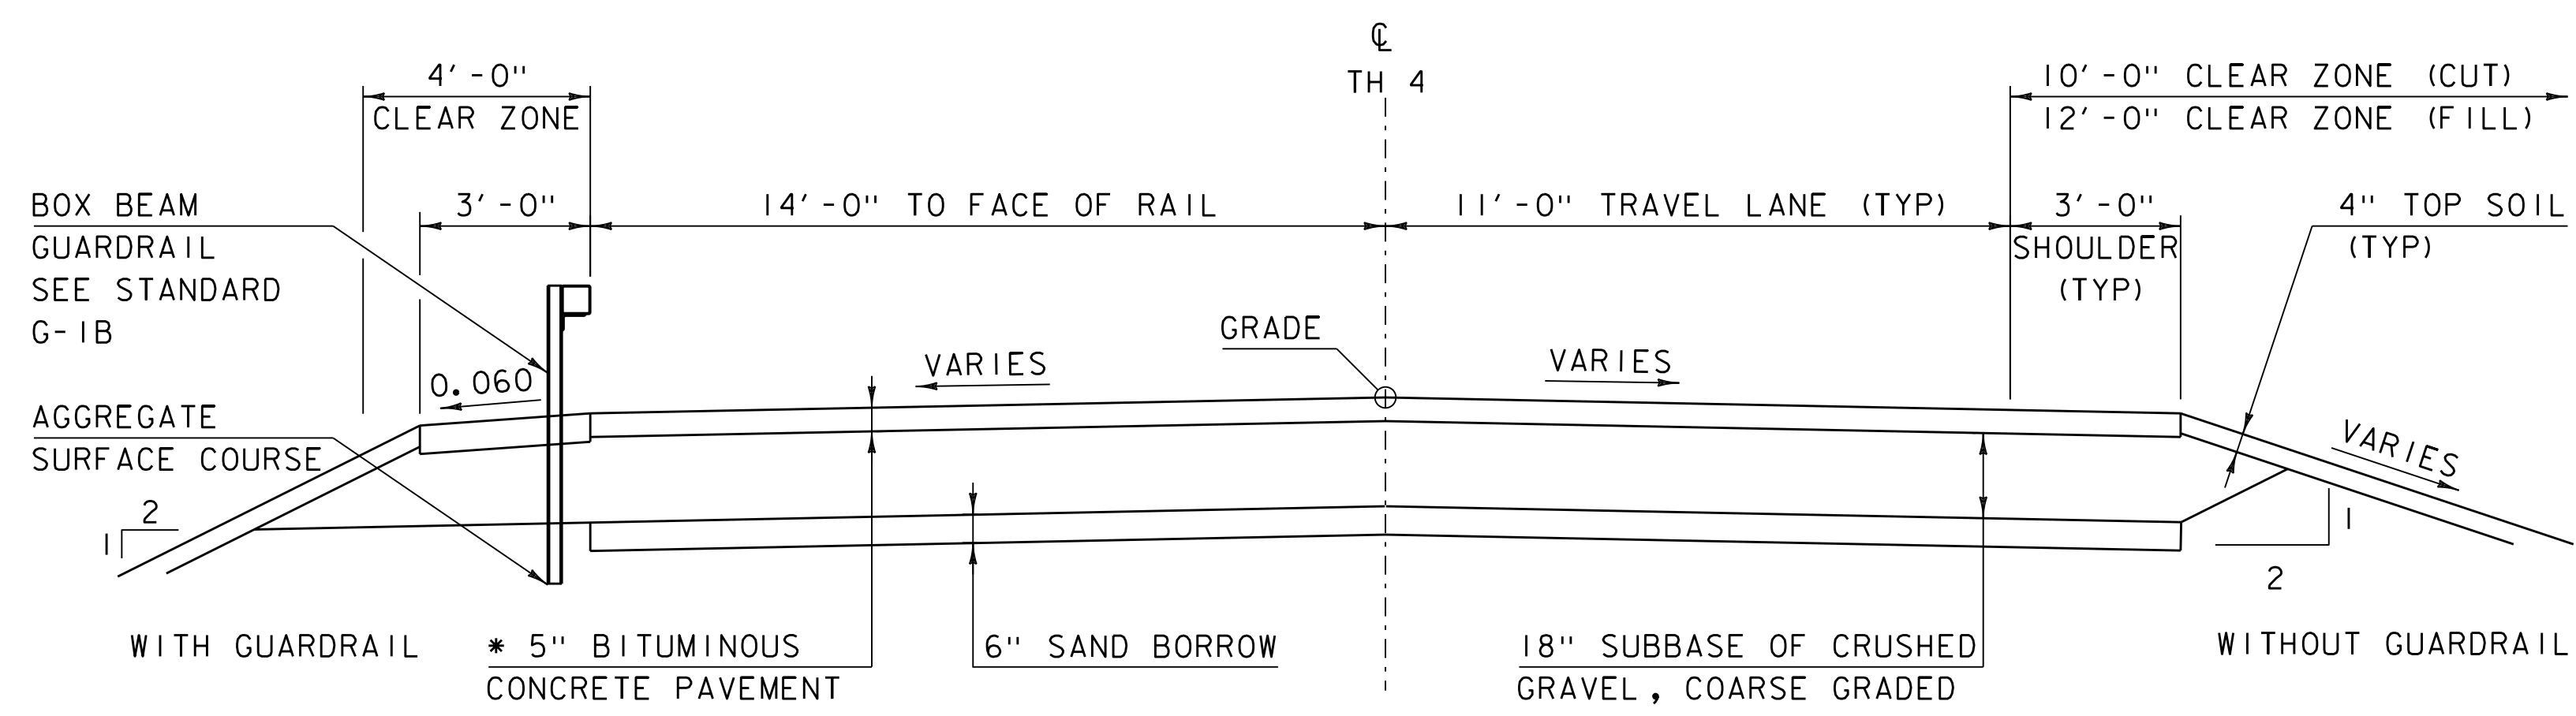 ℄
TH 4
4'-0"
CLEAR ZONE
10'-0" CLEAR ZONE (CUT)
12'-0" CLEAR ZONE (FILL)
BOX BEAM
GUARDRAIL
SEE STANDARD
G-1B
3'-0"
14'-0" TO FACE OF RAIL
11'-0" TRAVEL LANE (TYP)
3'-0"
SHOULDER
(TYP)
4" TOP SOIL
(TYP)
GRADE
0.060
VARIES
VARIES
VARIES
AGGREGATE
SURFACE COURSE
2
1
1
2
WITH GUARDRAIL
* 5" BITUMINOUS
CONCRETE PAVEMENT
6" SAND BORROW
18" SUBBASE OF CRUSHED
GRAVEL, COARSE GRADED
WITHOUT GUARDRAIL